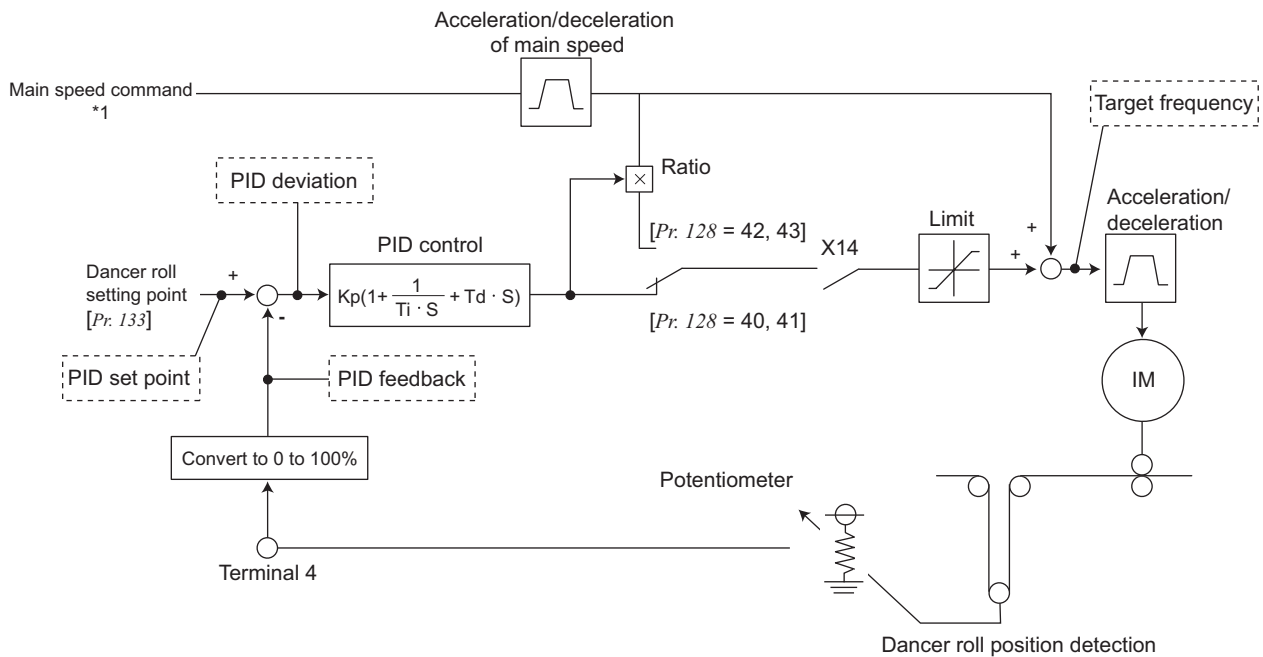 Acceleration/deceleration
of main speed
Main speed command
*1
Target frequency
PID deviation
Ratio
Acceleration/
deceleration
[Pr. 128 = 42, 43]
Limit
X14
PID control
+
+
Dancer roll
setting point
[Pr. 133]
+
-
Kp(1+ 1/Ti · S + Td · S)
[Pr. 128 = 40, 41]
PID set point
PID feedback
IM
Convert to 0 to 100%
Potentiometer
Terminal 4
Dancer roll position detection